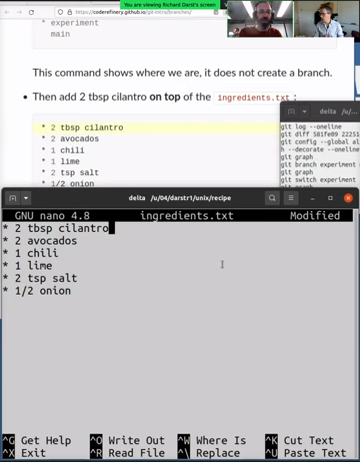 You are viewing Richard Darst's screen
https://coderefinery.github.io/git-intro/branches/
* experiment
main
This command shows where we are, it does not create a branch.
• Then add 2 tbsp cilantro on top of the ingredients.txt :
* 2 tbsp cilantro
* 2 avocados
* 1 chili
* 1 lime
* 2 tsp salt
* 1/2 onion
delta /u/
git log --oneline
git diff 581fe09 22251
git config --global al
h --decorate --onelin
git graph
git branch experiment
git graph
git switch experiment
git graph
delta /u/04/darstr1/unix/recipe
GNU nano 4.8 ingredients.txt Modified
* 2 tbsp cilantro
* 2 avocados
* 1 chili
* 1 lime
* 2 tsp salt
* 1/2 onion
^G Get Help ^O Write Out ^W Where Is ^K Cut Text
^X Exit ^R Read File ^\ Replace ^U Paste Text